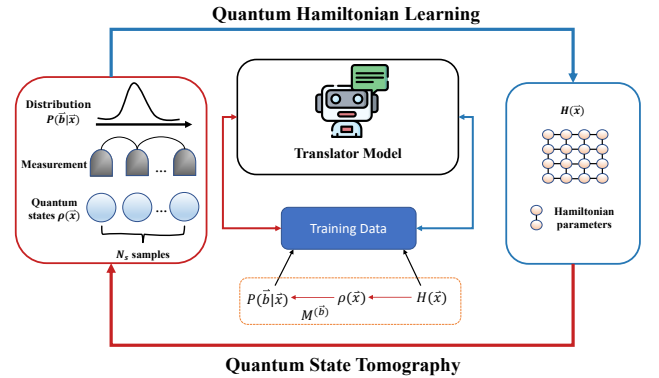 Quantum Hamiltonian Learning
Distribution
P(b⃗|x⃗)
Measurement
...
Quantum
states ρ(x⃗)
...
N_s samples
Translator Model
Training Data
P(b⃗|x⃗) ρ(x⃗) H(x⃗)
M^(b⃗)
H(x⃗)
Hamiltonian
parameters
Quantum State Tomography